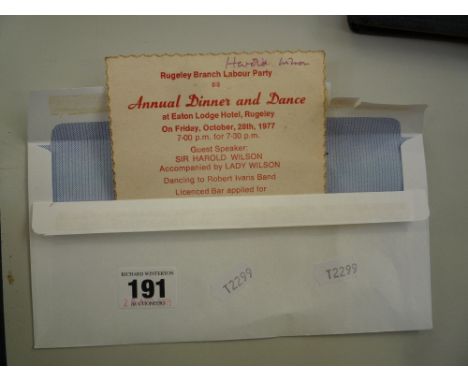 Harold Wilson
Rugeley Branch Labour Party
Annual Dinner and Dance
at Eaton Lodge Hotel, Rugeley
On Friday, October, 28th, 1977
7-00 p.m. for 7-30 p.m.
Guest Speaker:
SIR HAROLD WILSON
Accompanied by LADY WILSON
Dancing to Robert Ivans Band
Licenced Bar applied for
RICHARD WINTERTON
191
AUCTIONEERS
T2299
T2299